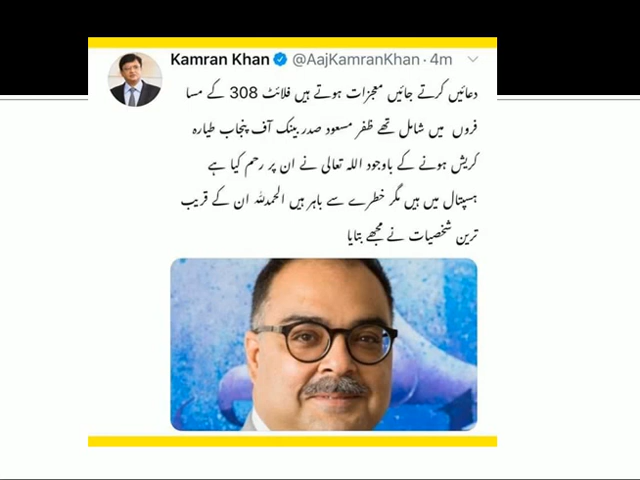 Kamran Khan @AajKamranKhan · 4m
دعائیں کرتے جائیں معجزات ہوتے ہیں فلائٹ 308 کے مسا
فروں میں شامل تھے ظفر مسعود صدر بینک آف پنجاب طیارہ
کریش ہونے کے باوجود اللہ تعالی نے ان پر رحم کیا ہے
ہسپتال میں ہیں مگر خطرے سے باہر ہیں الحمدللہ ان کے قریب
ترین شخصیات نے مجھے بتایا